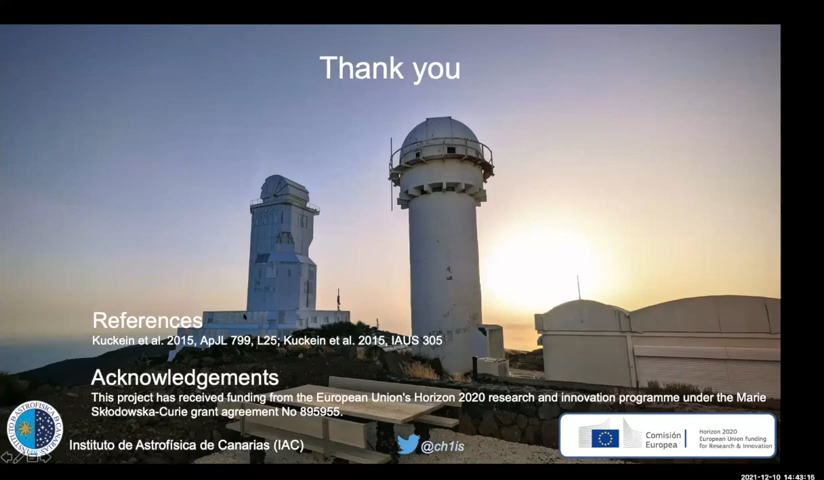 Thank you
References
Kuckein et al. 2015, ApJL 799, L25; Kuckein et al. 2015, IAUS 305
Acknowledgements
This project has received funding from the European Union's Horizon 2020 research and innovation programme under the Marie
Skłodowska-Curie grant agreement No 895955.
Instituto de Astrofísica de Canarias (IAC)
@ch1is
Comisión
Europea
Horizon 2020
European Union funding
for Research & Innovation
2021-12-10 14:43:15